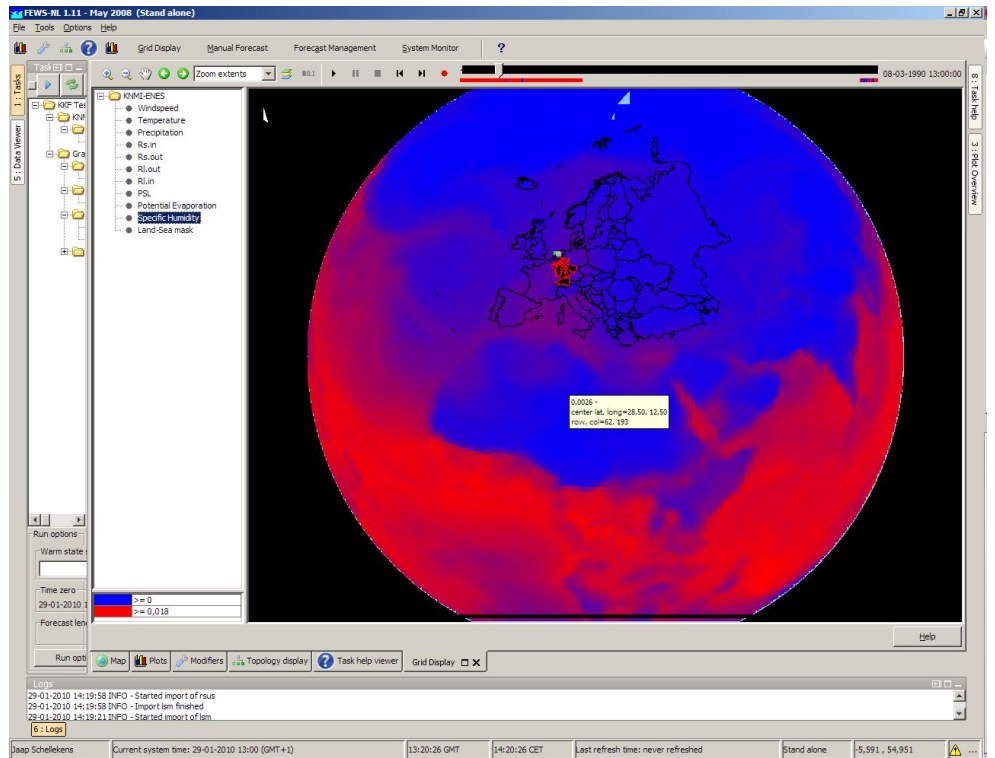 FEWS-NL 1.11 - May 2008 (Stand alone)
File Tools Options Help
Grid Display Manual Forecast Forecast Management System Monitor ?
1 : Tasks
5 : Data Viewer
Zoom extents
08-03-1990 13:00:00
8 : Task help
3 : Plot Overview
KNMI-ENES
Windspeed
Temperature
Precipitation
Rs.in
Rs.out
Rl.out
Rl.in
PSL
Potential Evaporation
Specific Humidity
Land-Sea mask
0,0026 -
center lat, long=28,50, 12,50
row, col=62, 193
Run options
Warm state
Time zero
29-01-2010 1
Forecast len
Run opti
>= 0
>= 0,018
Help
Map Plots Modifiers Topology display Task help viewer Grid Display
Logs
29-01-2010 14:19:58 INFO - Started import of rsus
29-01-2010 14:19:58 INFO - Import lsm finished
29-01-2010 14:19:21 INFO - Started import of lsm
6 : Logs
Jaap Schellekens Current system time: 29-01-2010 13:00 (GMT+1) 13:20:26 GMT 14:20:26 CET Last refresh time: never refreshed Stand alone -5,591 , 54,951 ...